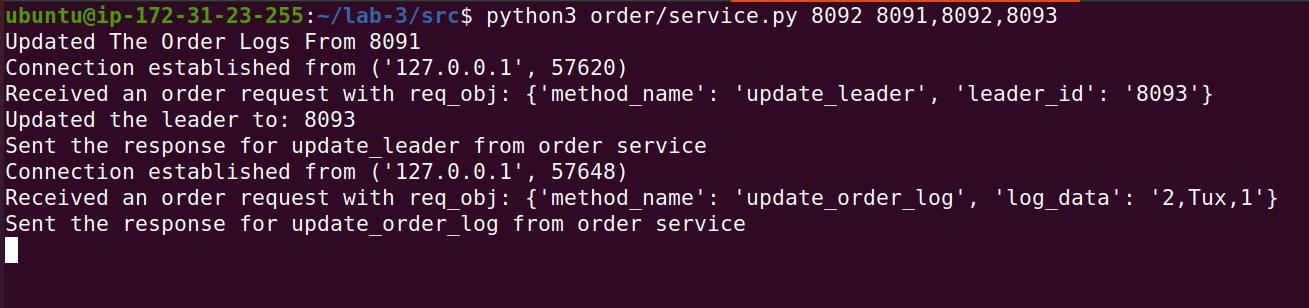 ubuntu@ip-172-31-23-255:~/lab-3/src$ python3 order/service.py 8092 8091,8092,8093
Updated The Order Logs From 8091
Connection established from ('127.0.0.1', 57620)
Received an order request with req_obj: {'method_name': 'update_leader', 'leader_id': '8093'}
Updated the leader to: 8093
Sent the response for update_leader from order service
Connection established from ('127.0.0.1', 57648)
Received an order request with req_obj: {'method_name': 'update_order_log', 'log_data': '2,Tux,1'}
Sent the response for update_order_log from order service